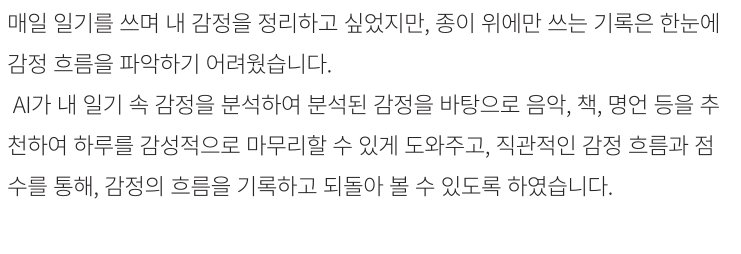 매일 일기를 쓰며 내 감정을 정리하고 싶었지만, 종이 위에만 쓰는 기록은 한눈에
감정 흐름을 파악하기 어려웠습니다.
AI가 내 일기 속 감정을 분석하여 분석된 감정을 바탕으로 음악, 책, 명언 등을 추
천하여 하루를 감성적으로 마무리할 수 있게 도와주고, 직관적인 감정 흐름과 점
수를 통해, 감정의 흐름을 기록하고 되돌아 볼 수 있도록 하였습니다.